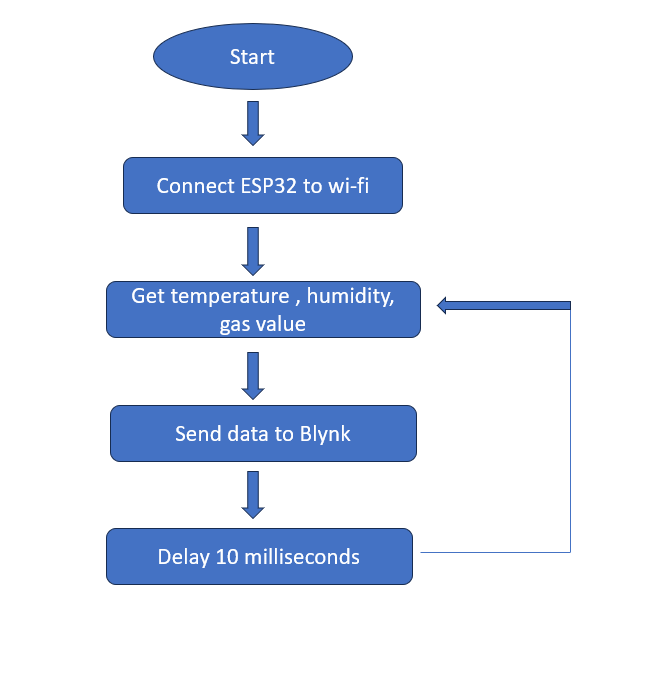 Start
Connect ESP32 to wi-fi
Get temperature , humidity,
gas value
Send data to Blynk
Delay 10 milliseconds